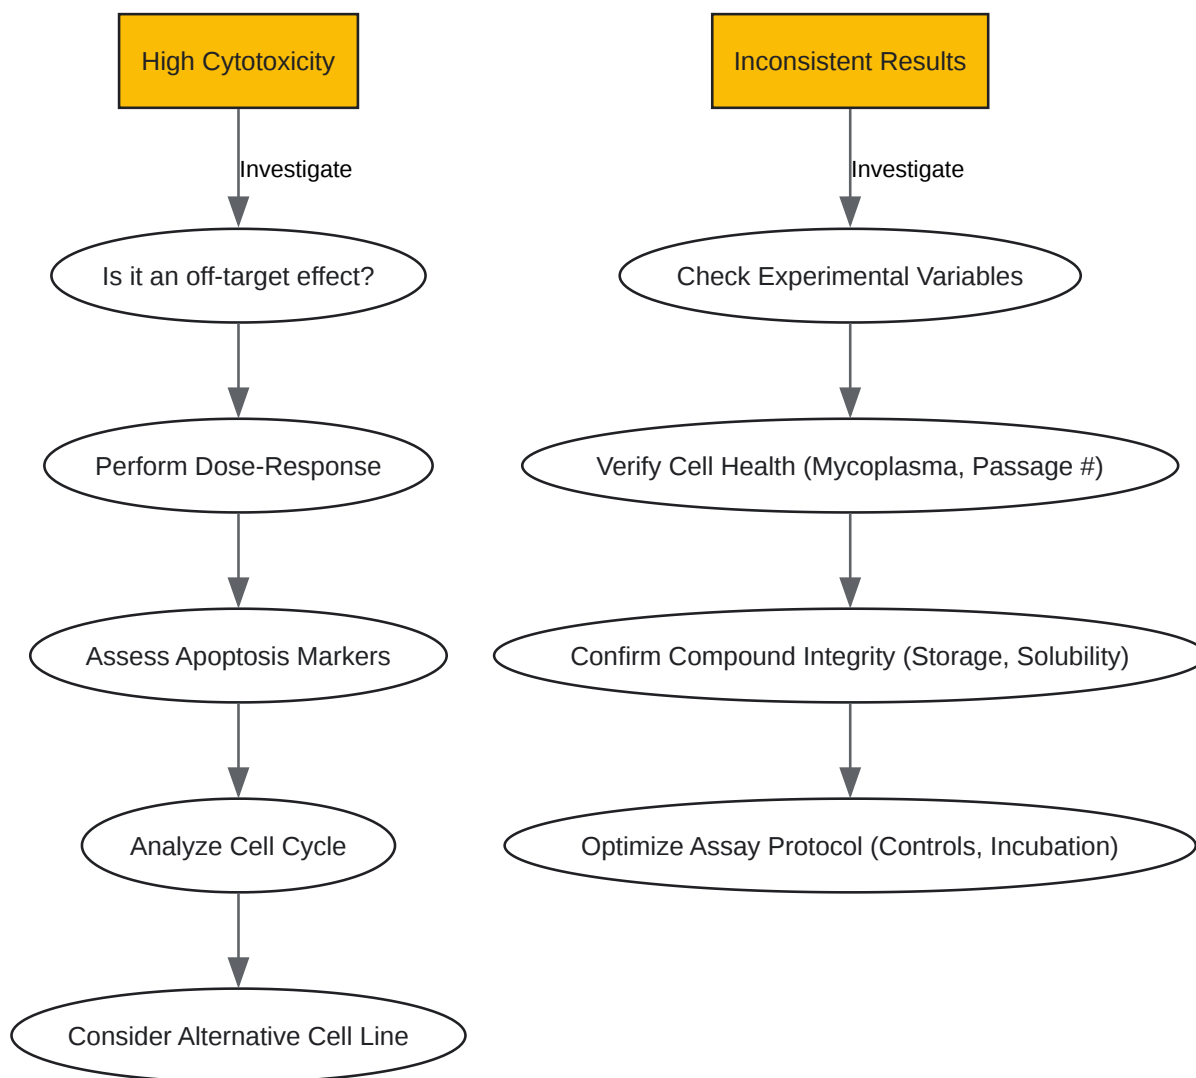 High Cytotoxicity
Investigate
Is it an off-target effect?
Perform Dose-Response
Assess Apoptosis Markers
Analyze Cell Cycle
Consider Alternative Cell Line
Inconsistent Results
Investigate
Check Experimental Variables
Verify Cell Health (Mycoplasma, Passage #)
Confirm Compound Integrity (Storage, Solubility)
Optimize Assay Protocol (Controls, Incubation)